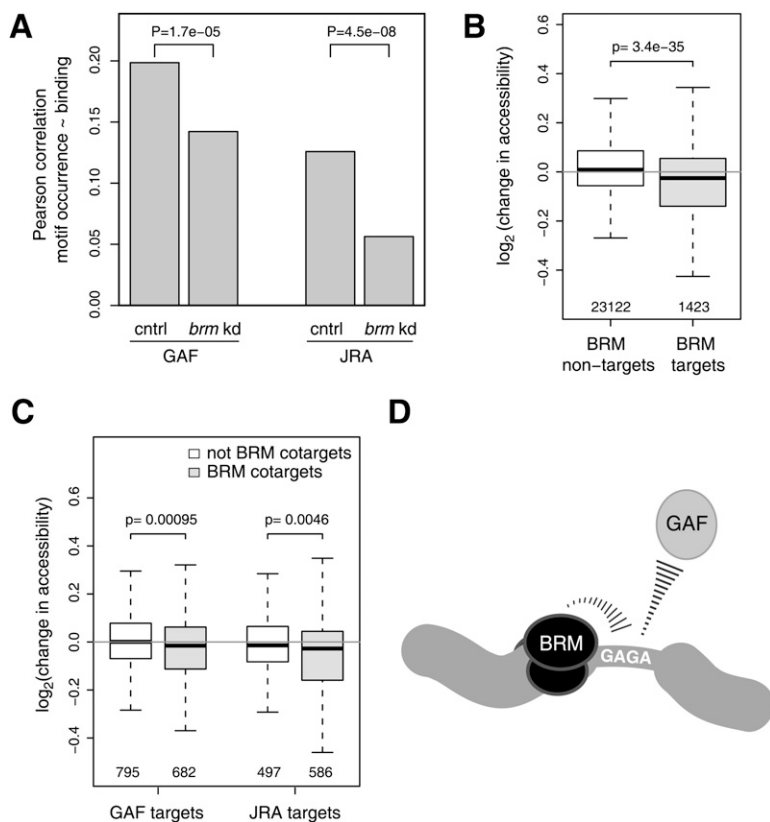 A
P=1.7e−05
P=4.5e−08
Pearson correlation
motif occurrence ~ binding
0.20
0.15
0.10
0.05
0.00
cntrl
brm kd
cntrl
brm kd
GAF
JRA
B
p= 3.4e−35
log2 (change in accessibility)
0.6
0.4
0.2
0.0
−0.2
−0.4
23122
1423
BRM
non−targets
BRM
targets
C
not BRM cotargets
BRM cotargets
p= 0.00095
p= 0.0046
log2(change in accessibility)
0.6
0.4
0.2
0.0
−0.2
−0.4
795
682
497
586
GAF targets
JRA targets
D
GAF
BRM
GAGA